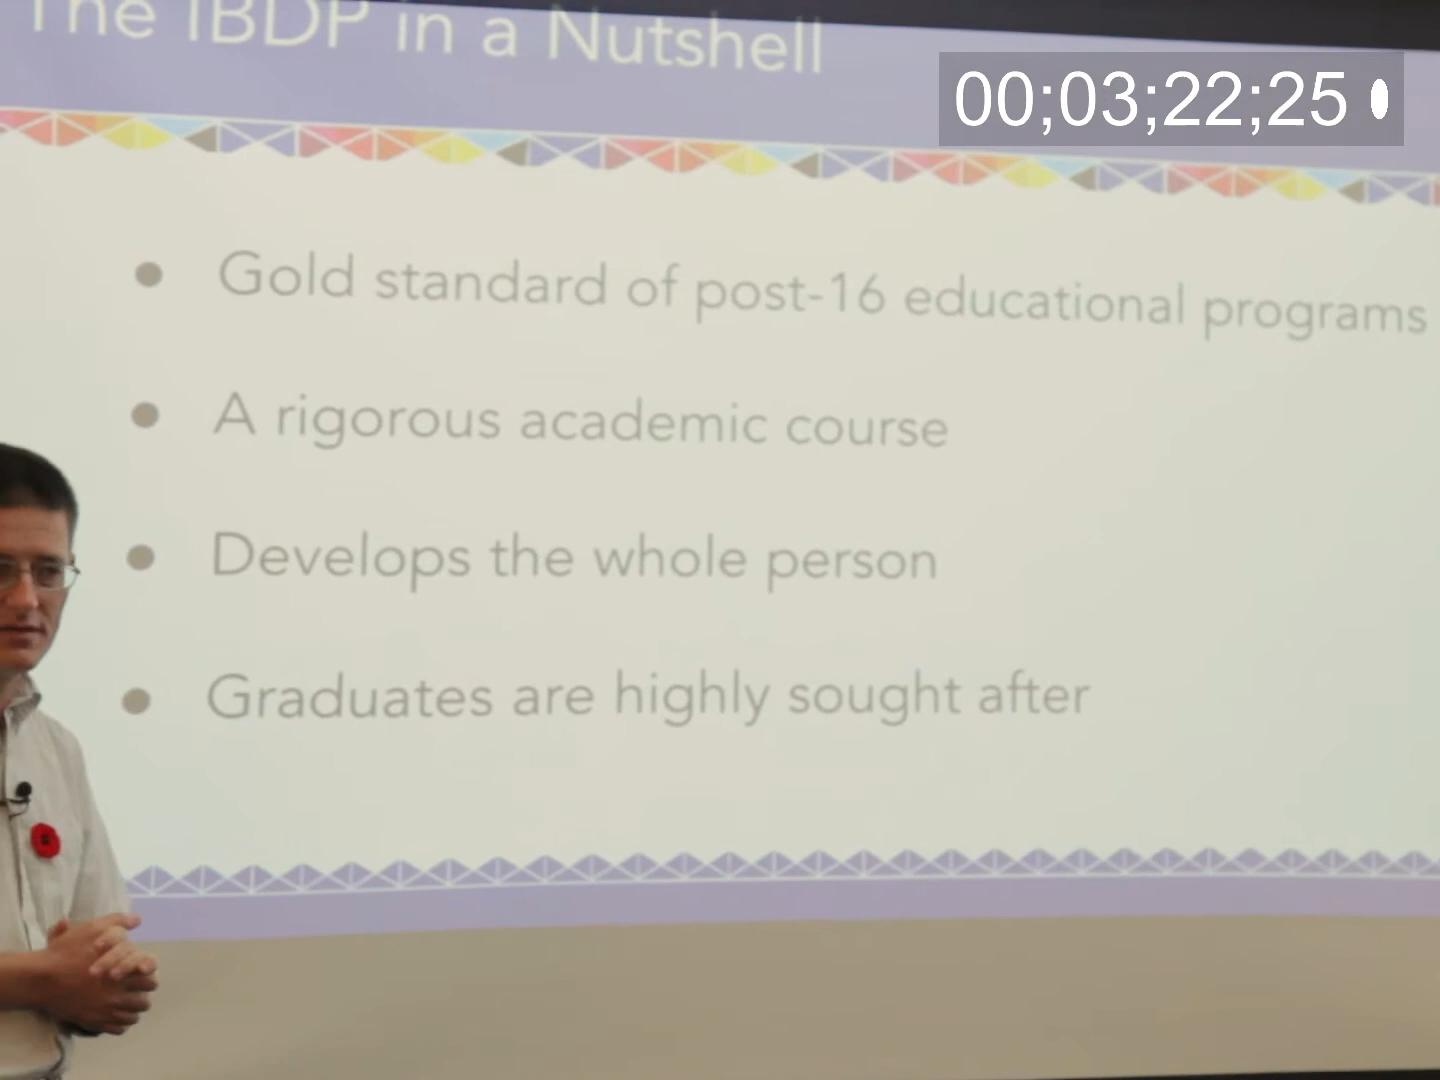 The IBDP in a Nutshell
00;03;22;25
Gold standard of post-16 educational programs
A rigorous academic course
Develops the whole person
Graduates are highly sought after